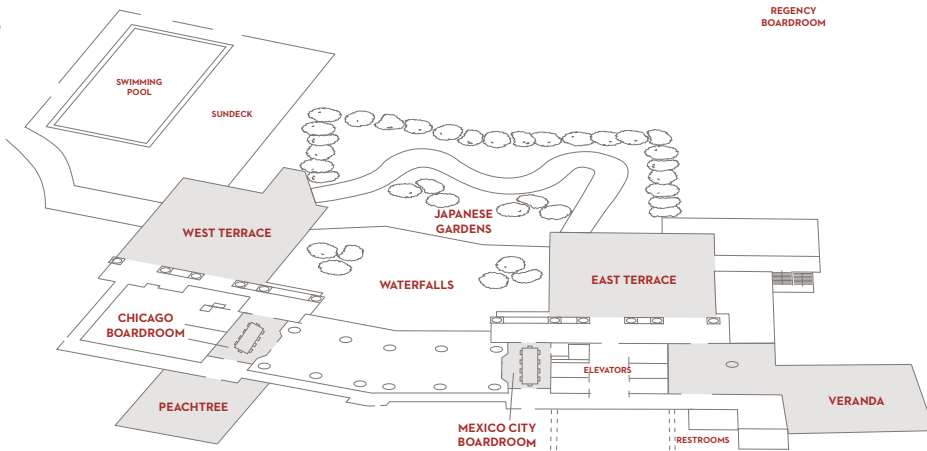 REGENCY
BOARDROOM
SWIMMING
POOL
SUNDECK
JAPANESE
GARDENS
WEST TERRACE
WATERFALLS
EAST TERRACE
CHICAGO
BOARDROOM
ELEVATORS
PEACHTREE
VERANDA
MEXICO CITY
BOARDROOM
RESTROOMS